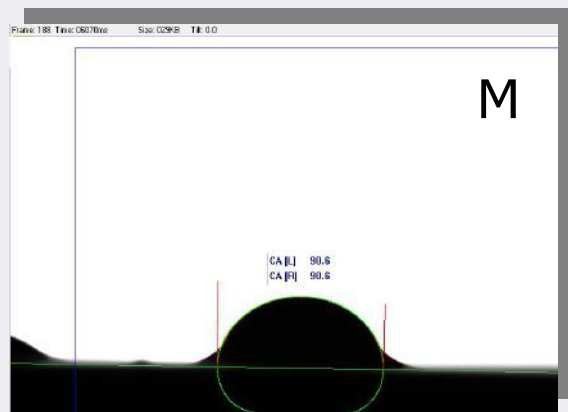 Frame: 188 Time: 06070ms Size: 029KB Tilt: 0.0
M
CA [L] 90.6
CA [R] 90.6